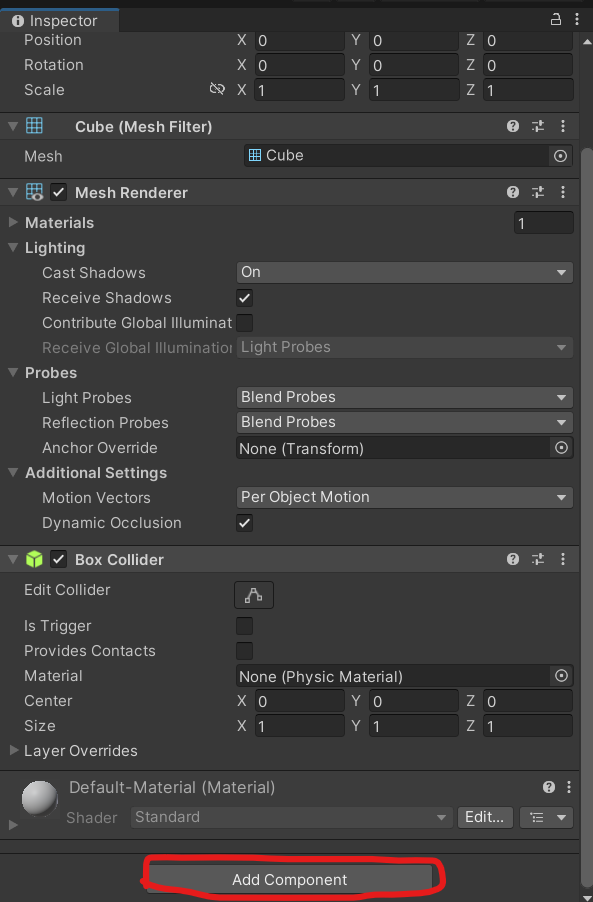 Inspector
Position X 0 Y 0 Z 0
Rotation X 0 Y 0 Z 0
Scale X 1 Y 1 Z 1
Cube (Mesh Filter)
Mesh Cube
Mesh Renderer
Materials 1
Lighting
Cast Shadows On
Receive Shadows
Contribute Global Illuminat
Receive Global Illumination Light Probes
Probes
Light Probes Blend Probes
Reflection Probes Blend Probes
Anchor Override None (Transform)
Additional Settings
Motion Vectors Per Object Motion
Dynamic Occlusion
Box Collider
Edit Collider
Is Trigger
Provides Contacts
Material None (Physic Material)
Center X 0 Y 0 Z 0
Size X 1 Y 1 Z 1
Layer Overrides
Default-Material (Material)
Shader Standard Edit...
Add Component